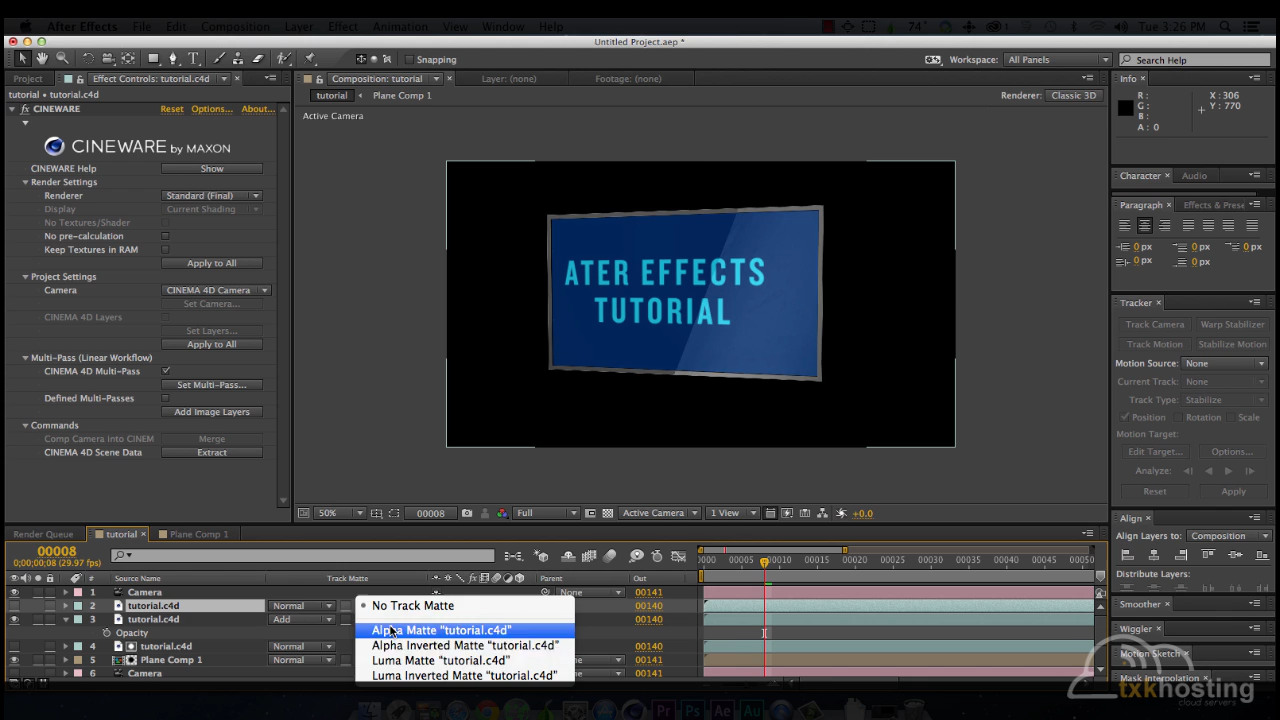 After Effects File Edit Composition Layer Effect Animation View Window Help 74° Tue 3:26 PM
Untitled Project.aep *
Snapping Workspace: All Panels Search Help
Project Effect Controls: tutorial.c4d Composition: tutorial Layer: (none) Footage: (none) Info
tutorial • tutorial.c4d tutorial Plane Comp 1 Renderer: Classic 3D
fx CINEWARE Reset Options... About...
Active Camera
R:
G:
B:
A: 0
X: 306
Y: 770
CINEWARE BY MAXON
CINEWARE Help Show
Render Settings
Renderer Standard (Final)
Display Current Shading
No Textures/Shader
No pre-calculation
Keep Textures in RAM
Apply to All
Project Settings
Camera CINEMA 4D Camera
Set Camera...
CINEMA 4D Layers
Set Layers...
Apply to All
Multi-Pass (Linear Workflow)
CINEMA 4D Multi-Pass
Set Multi-Pass...
Defined Multi-Passes
Add Image Layers
Commands
Comp Camera into CINEM Merge
CINEMA 4D Scene Data Extract
ATER EFFECTS
TUTORIAL
Character Audio
Paragraph Effects & Prese
0 px 0 px 0 px
0 px 0 px
Tracker
Track Camera Warp Stabilizer
Track Motion Stabilize Motion
Motion Source: None
Current Track: None
Track Type: Stabilize
Position Rotation Scale
Motion Target:
Edit Target... Options...
Analyze:
Reset Apply
50% 00008 Full Active Camera 1 View +0.0
Align
Align Layers to: Composition
Distribute Layers:
Smoother
Wiggler
Motion Sketch
Mask Interpolation
Render Queue tutorial Plane Comp 1
00008
0;00;00;08 (29.97 fps)
0000 00005 00010 00015 00020 00025 00030 00035 00040 00045 00050
# Source Name Track Matte Parent Out
1 Camera None 00141
2 tutorial.c4d Normal 00140
3 tutorial.c4d Add 00140
Opacity
4 tutorial.c4d Normal 00140
5 Plane Comp 1 Normal 00141
6 Camera 00141
No Track Matte
Alpha Matte "tutorial.c4d"
Alpha Inverted Matte "tutorial.c4d"
Luma Matte "tutorial.c4d"
Luma Inverted Matte "tutorial.c4d"
txkhosting
cloud servers
Pr Ps Ae Au